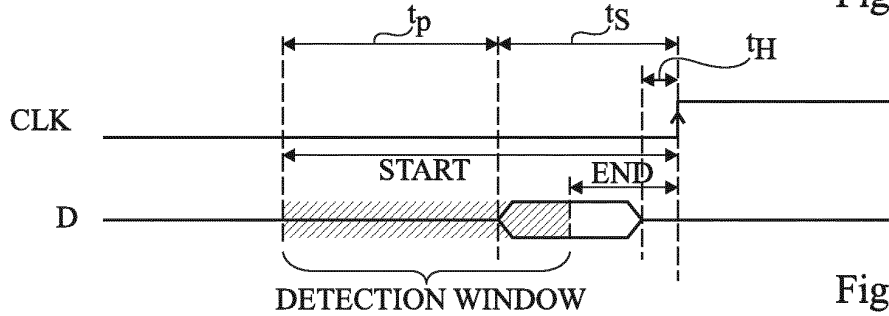 Fig
tp
tS
tH
CLK
START
END
D
DETECTION WINDOW
Fig